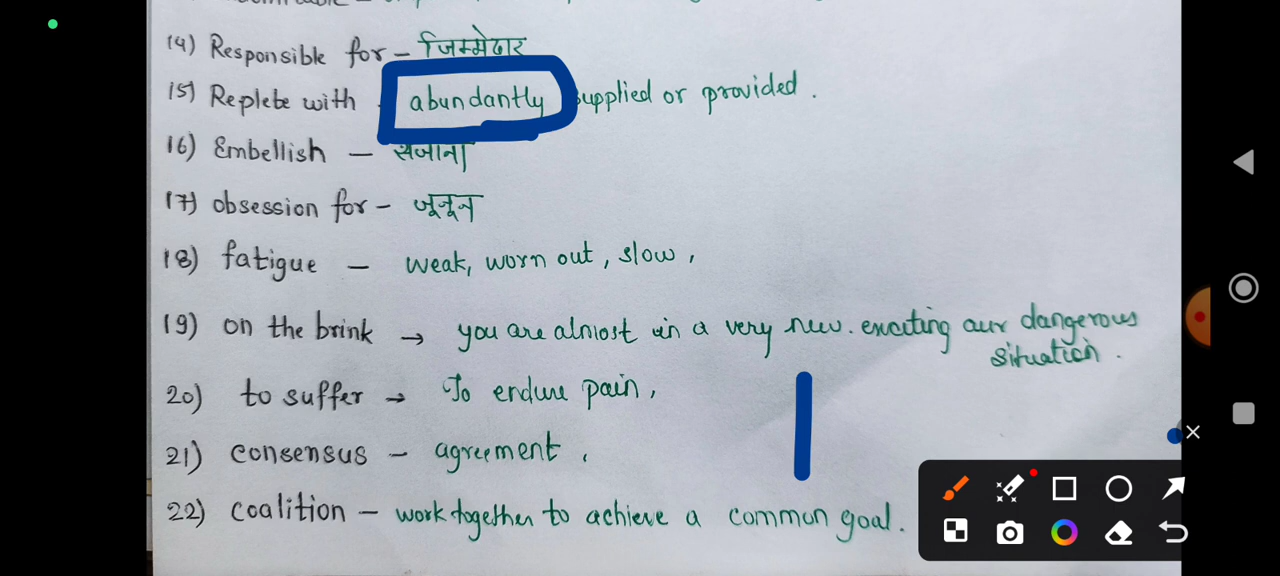 14) Responsible for - जिम्मेदार
15) Replete with - abundantly supplied or provided.
16) Embellish - सजाना
17) obsession for - जूनून
18) fatigue - weak, worn out, slow,
19) on the brink → you are almost in a very new. exciting our dangerous
situation.
20) to suffer → To endure pain,
21) consensus - agreement,
22) coalition - work together to achieve a common goal.